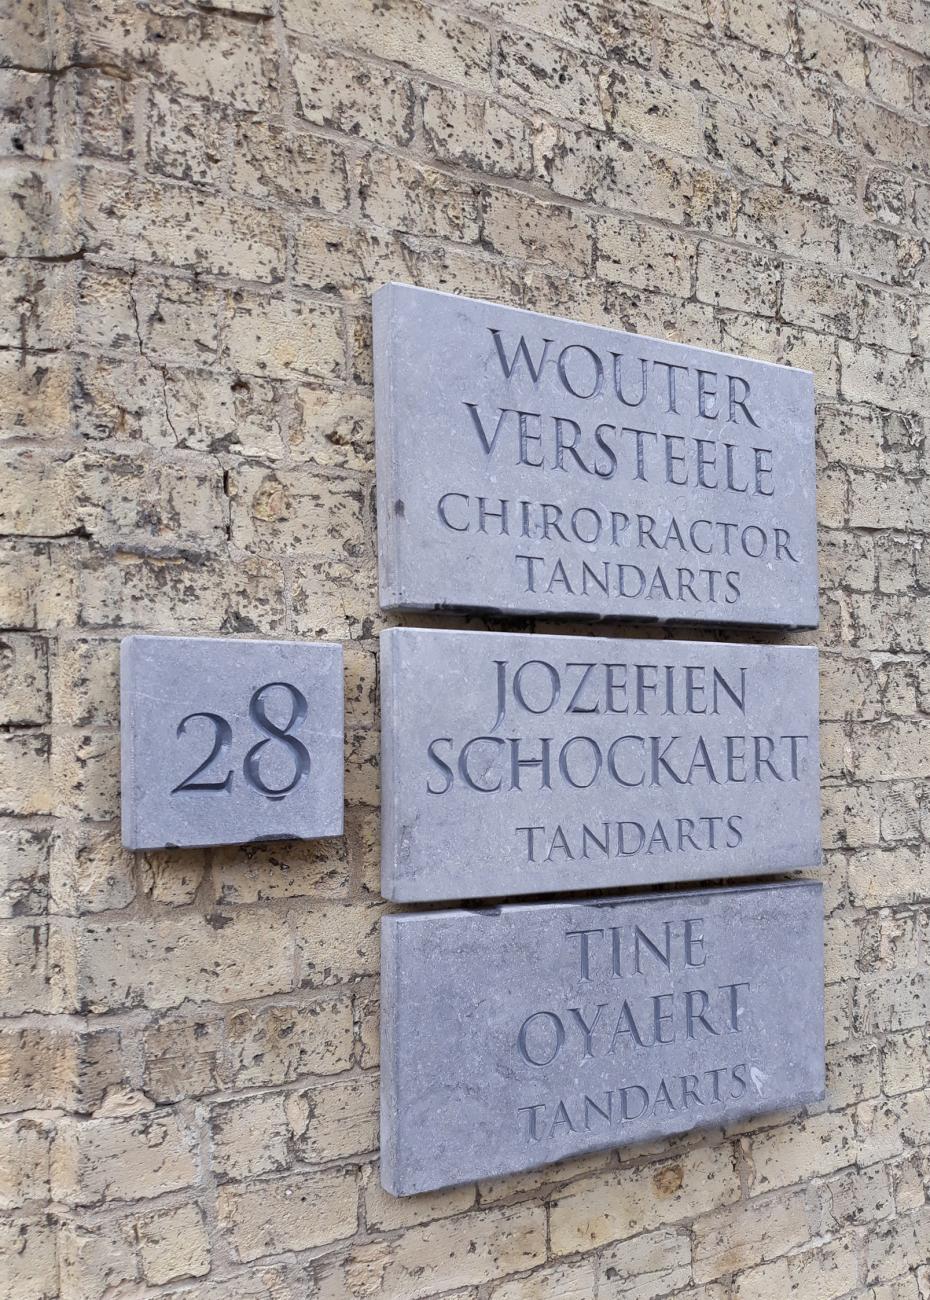 WOUTER
VERSTEELE
CHIROPRACTOR
TANDARTS
28
JOZEFIEN
SCHOCKAERT
TANDARTS
TINE
OYAERT
TANDARTS